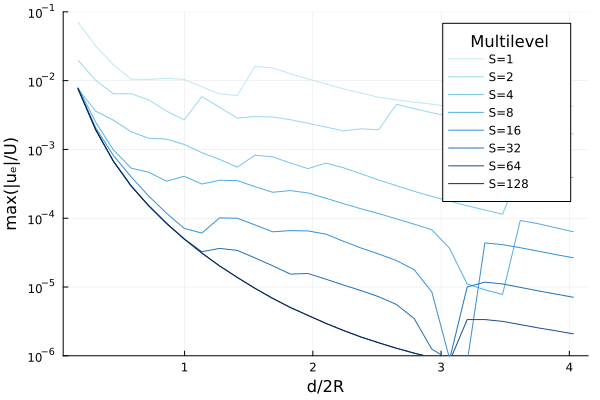 Multilevel
S=1
S=2
S=4
S=8
S=16
S=32
S=64
S=128
max(|uₑ|/U)
10⁻¹
10⁻²
10⁻³
10⁻⁴
10⁻⁵
10⁻⁶
1 2 3 4
d/2R